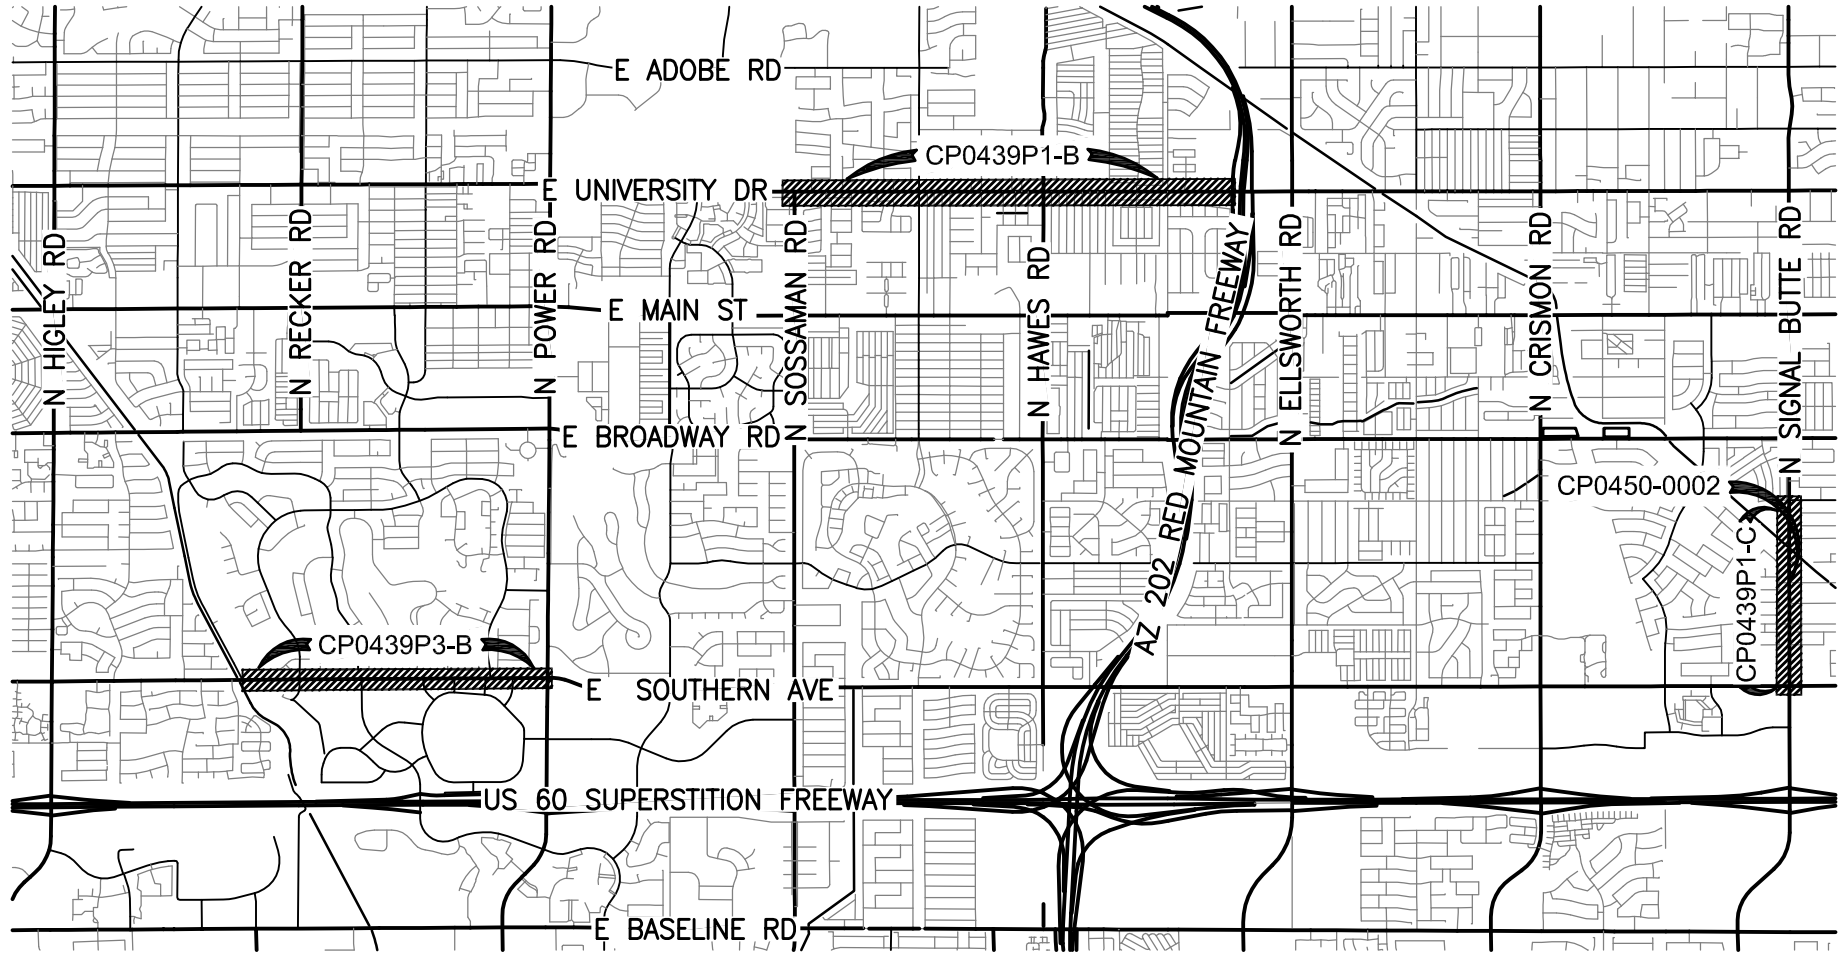 E ADOBE RD
CP0439P1-B
E UNIVERSITY DR
N HIGLEY RD
N RECKER RD
N POWER RD
N SOSSAMAN RD
N HAWES RD
AZ 202 RED MOUNTAIN FREEWAY
N ELLSWORTH RD
N CRISMON RD
N SIGNAL BUTTE RD
E MAIN ST
E BROADWAY RD
CP0450-0002
CP0439P1-C
CP0439P3-B
E SOUTHERN AVE
US 60 SUPERSTITION FREEWAY
E BASELINE RD